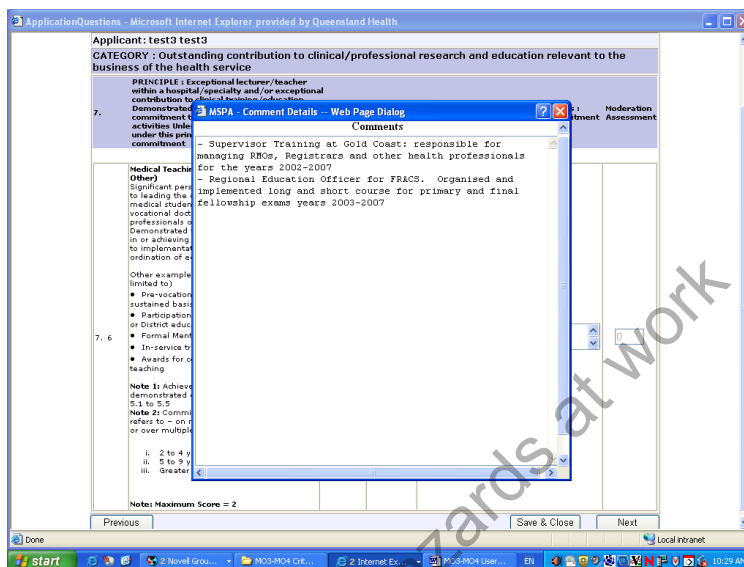 ApplicationQuestions - Microsoft Internet Explorer provided by Queensland Health
Applicant: test3 test3
CATEGORY : Outstanding contribution to clinical/professional research and education relevant to the
business of the health service
PRINCIPLE : Exceptional lecturer/teacher
within a hospital/specialty and/or exceptional
contribution to clinical training/education
7.
Demonstrated
commitment t
activities Unle
under this prin
commitment
Moderation
Assessment
MSPA - Comment Details -- Web Page Dialog
Comments
- Supervisor Training at Gold Coast: responsible for
managing RMOs, Registrars and other health professionals
for the years 2002-2007
- Regional Education Officer for FRACS. Organised and
implemented long and short course for primary and final
fellowship exams years 2003-2007
7. 6
Medical Teachin
Other)
Significant pers
to leading the
medical studen
vocational doct
professionals o
Demonstrated
in or achieving
to implementat
ordination of e
Other example
limited to)
• Pre-vocation
sustained basis
• Participation
or District educ
• Formal Ment
• In-service tr
• Awards for c
teaching
Note 1: Achieve
demonstrated
5.1 to 5.5
Note 2: Commi
refers to – on r
or over multiple
i. 2 to 4 y
ii. 5 to 9 y
iii. Greater
Note: Maximum Score = 2
0
Previous
Save & Close
Next
Done
Local intranet
start
2 Novell Grou...
MO3-MO4 Crit...
2 Internet Ex...
MO3-MO4 User...
EN
10:29 AM
zards at work